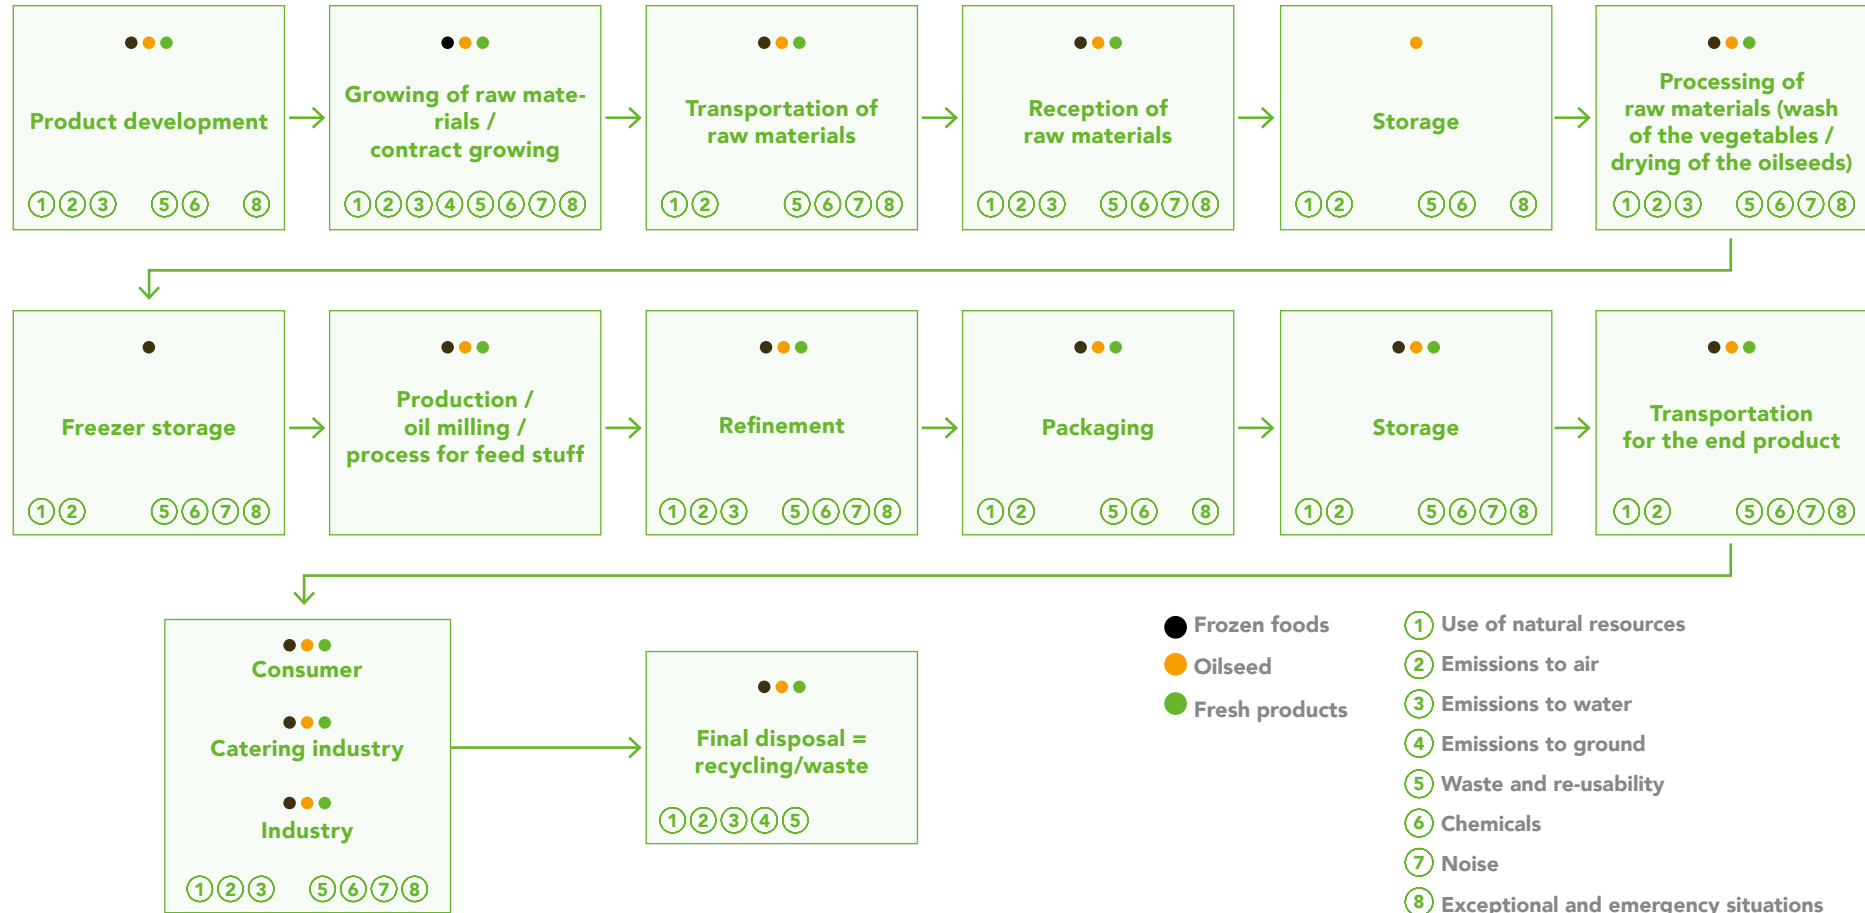 Product development
1 2 3 5 6 8
Growing of raw mate-
rials /
contract growing
1 2 3 4 5 6 7 8
Transportation of
raw materials
1 2 5 6 7 8
Reception of
raw materials
1 2 3 5 6 7 8
Storage
1 2 5 6 8
Processing of
raw materials (wash
of the vegetables /
drying of the oilseeds)
1 2 3 5 6 7 8
Freezer storage
1 2 5 6 7 8
Production /
oil milling /
process for feed stuff
Refinement
1 2 3 5 6 7 8
Packaging
1 2 5 6 8
Storage
1 2 5 6 7 8
Transportation
for the end product
1 2 5 6 7 8
Consumer
Catering industry
Industry
1 2 3 5 6 7 8
Final disposal =
recycling/waste
1 2 3 4 5
Frozen foods
Oilseed
Fresh products
1 Use of natural resources
2 Emissions to air
3 Emissions to water
4 Emissions to ground
5 Waste and re-usability
6 Chemicals
7 Noise
8 Exceptional and emergency situations